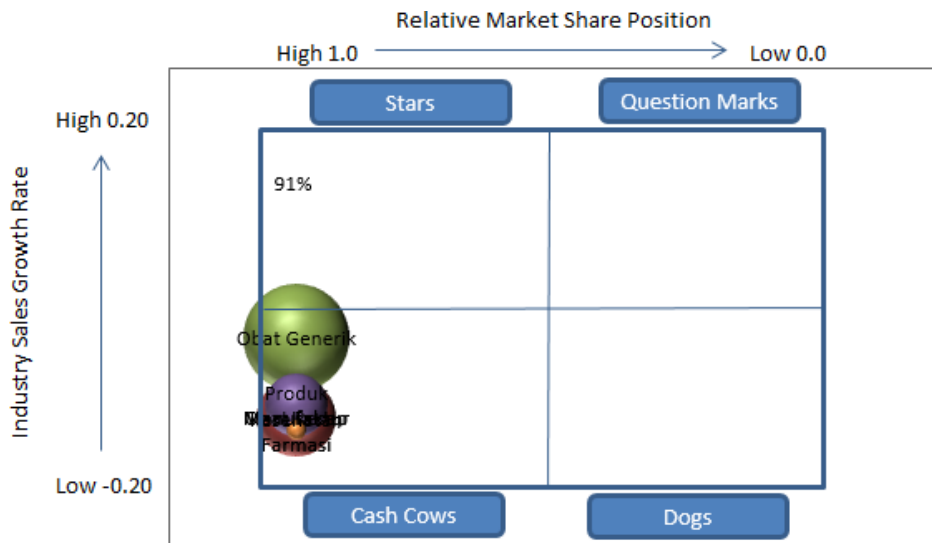 Relative Market Share Position
High 1.0
Low 0.0
Stars
Question Marks
High 0.20
91%
Industry Sales Growth Rate
Obat Generik
Produk
Farmasi
Low -0.20
Cash Cows
Dogs